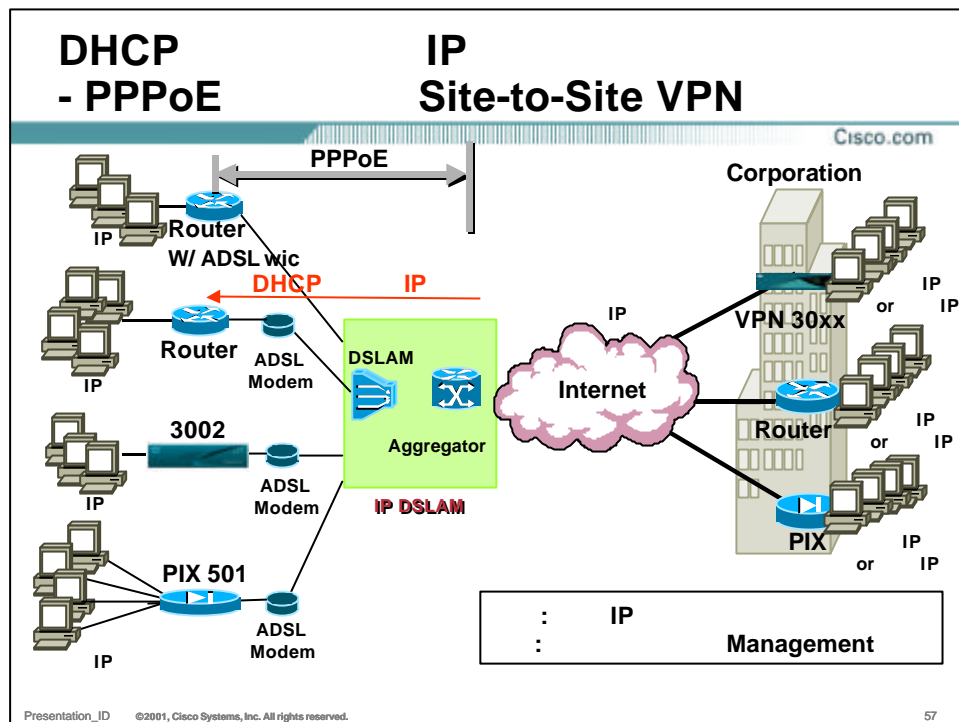 DHCP IP
- PPPoE Site-to-Site VPN
Cisco.com
PPPoE
Corporation
Router
W/ ADSL wic
IP
DHCP IP
IP
or IP
VPN 30xx
IP
Router
ADSL
Modem
IP
DSLAM
Internet
Aggregator
IP DSLAM
Router
IP
or IP
3002
ADSL
Modem
IP
PIX
IP
or IP
PIX 501
ADSL
Modem
IP
: IP
: Management
Presentation_ID ©2001, Cisco Systems, Inc. All rights reserved. 57